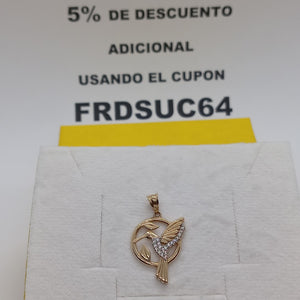 5% DE DESCUENTO
ADICIONAL
USANDO EL CUPON
FRDSUC64